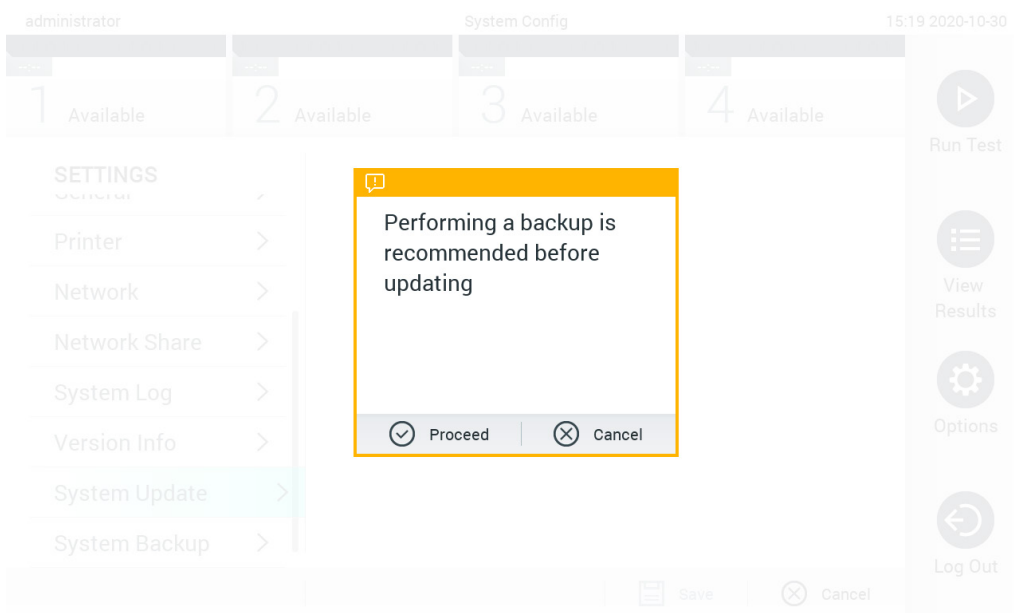 administrator
System Config
15:19 2020-10-30
--:--
--:--
--:--
--:--
1 Available
2 Available
3 Available
4 Available
Run Test
SETTINGS
General
Printer
Network
Network Share
System Log
Version Info
System Update
System Backup
Performing a backup is
recommended before
updating
Proceed
Cancel
View
Results
Options
Log Out
Save
Cancel